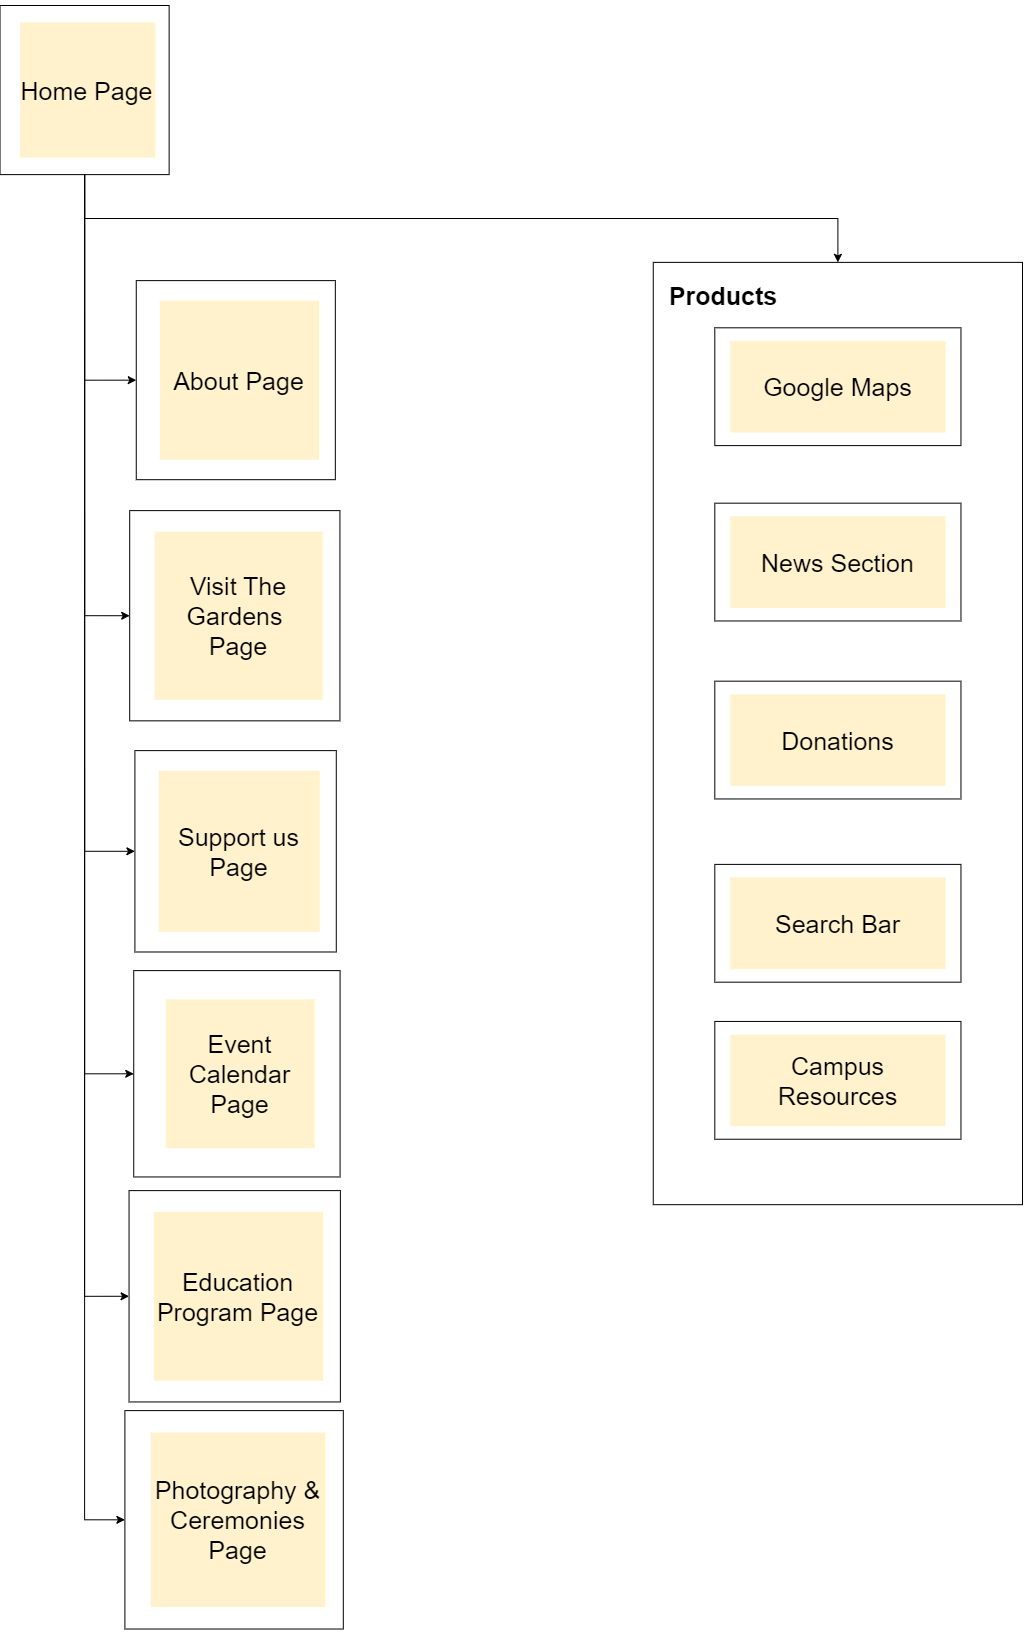 Home Page
About Page
Visit The
Gardens
Page
Support us
Page
Event
Calendar
Page
Education
Program Page
Photography &
Ceremonies
Page
Products
Google Maps
News Section
Donations
Search Bar
Campus
Resources